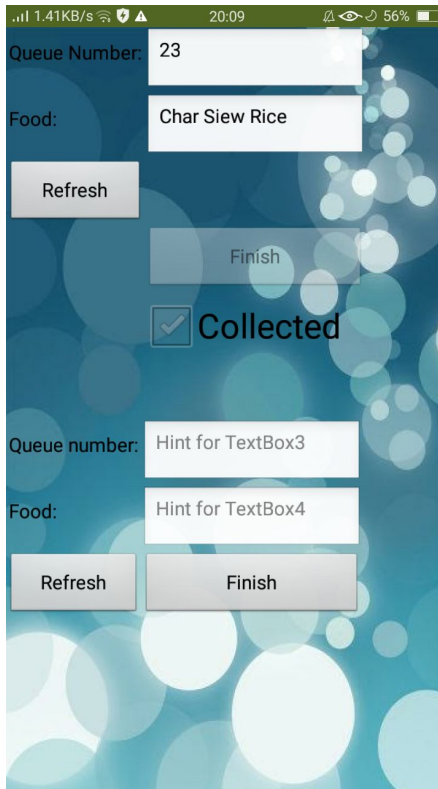 1.41KB/s 20:09 56%
Queue Number: 23
Food: Char Siew Rice
Refresh
Finish
Collected
Queue number: Hint for TextBox3
Food: Hint for TextBox4
Refresh Finish